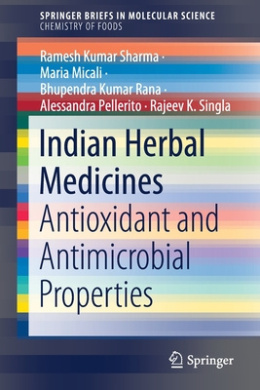 SPRINGER BRIEFS IN MOLECULAR SCIENCE
CHEMISTRY OF FOODS
Ramesh Kumar Sharma ·
Maria Micali ·
Bhupendra Kumar Rana ·
Alessandra Pellerito · Rajeev K. Singla
Indian Herbal
Medicines
Antioxidant and
Antimicrobial
Properties
Springer